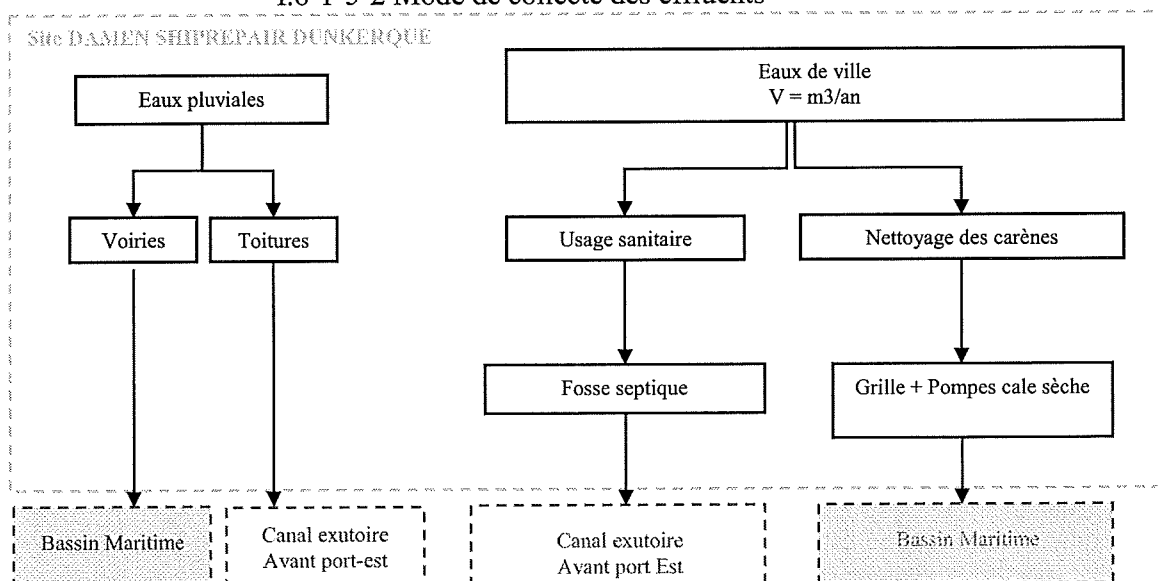 Site DAMEN SHIPREPAIR DUNKERQUE
Eaux pluviales
Eaux de ville
V = m3/an
Voiries
Toitures
Usage sanitaire
Nettoyage des carènes
Fosse septique
Grille + Pompes cale sèche
Bassin Maritime
Canal exutoire
Avant port-est
Canal exutoire
Avant port Est
Bassin Maritime